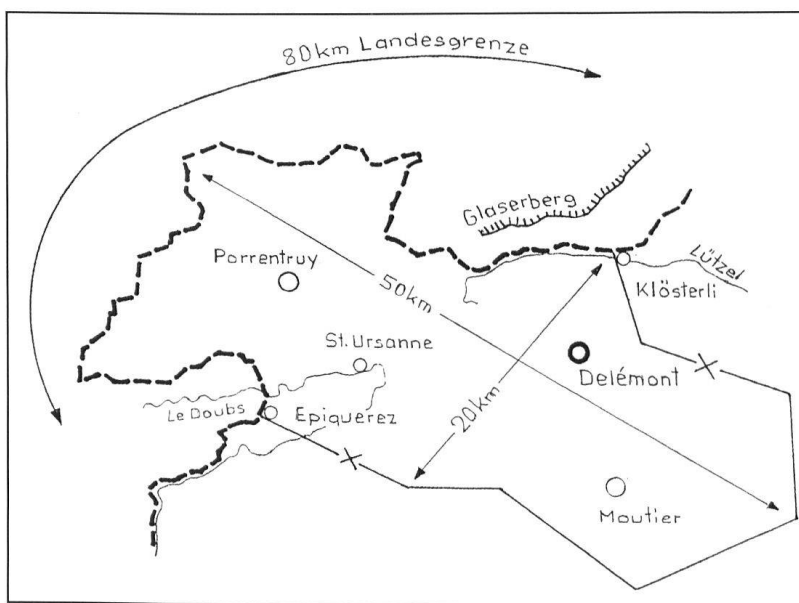 80km Landesgrenze
Glaserberg
Lützel
Porrentruy
50km
Klösterli
St.Ursanne
Delémont
Le Doubs
Epiquerez
20km
Moutier